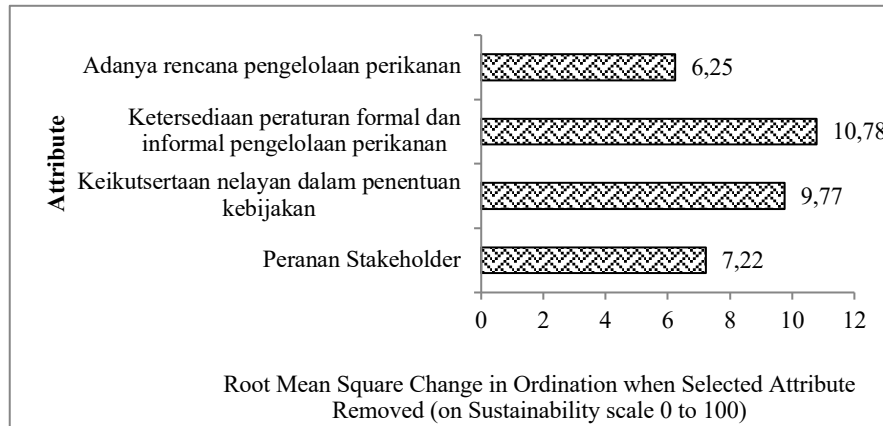 Attribute
Adanya rencana pengelolaan perikanan
6,25
Ketersediaan peraturan formal dan
informal pengelolaan perikanan
10,78
Keikutsertaan nelayan dalam penentuan
kebijakan
9,77
Peranan Stakeholder
7,22
0 2 4 6 8 10 12
Root Mean Square Change in Ordination when Selected Attribute
Removed (on Sustainability scale 0 to 100)